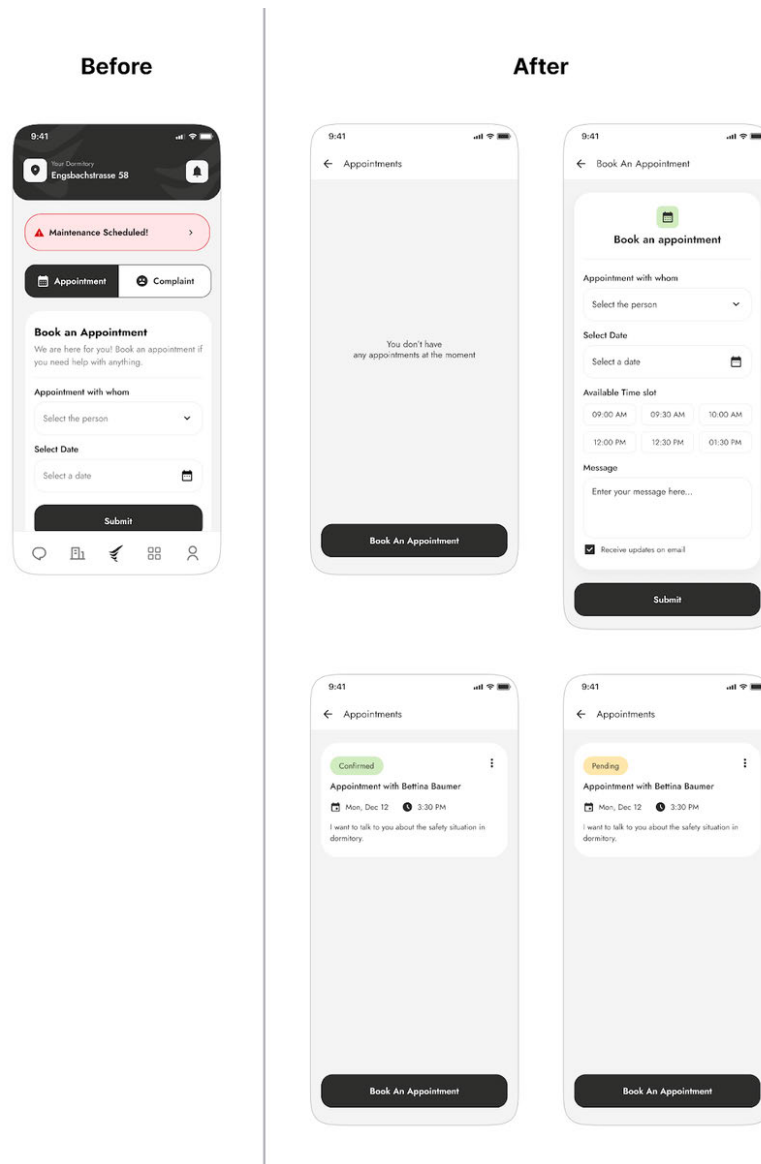 Before
After
9:41
Your Dormitory
Engsbachstrasse 58
Maintenance Scheduled!
Appointment
Complaint
Book an Appointment
We are here for you! Book an appointment if
you need help with anything.
Appointment with whom
Select the person
Select Date
Select a date
Submit
9:41
Appointments
You don't have
any appointments at the moment
Book An Appointment
9:41
Book An Appointment
Book an appointment
Appointment with whom
Select the person
Select Date
Select a date
Available Time slot
09:00 AM
09:30 AM
10:00 AM
12:00 PM
12:30 PM
01:30 PM
Message
Enter your message here...
Receive updates on email
Submit
9:41
Appointments
Confirmed
Appointment with Bettina Baumer
Mon, Dec 12
3:30 PM
I want to talk to you about the safety situation in
dormitory.
Book An Appointment
9:41
Appointments
Pending
Appointment with Bettina Baumer
Mon, Dec 12
3:30 PM
I want to talk to you about the safety situation in
dormitory.
Book An Appointment